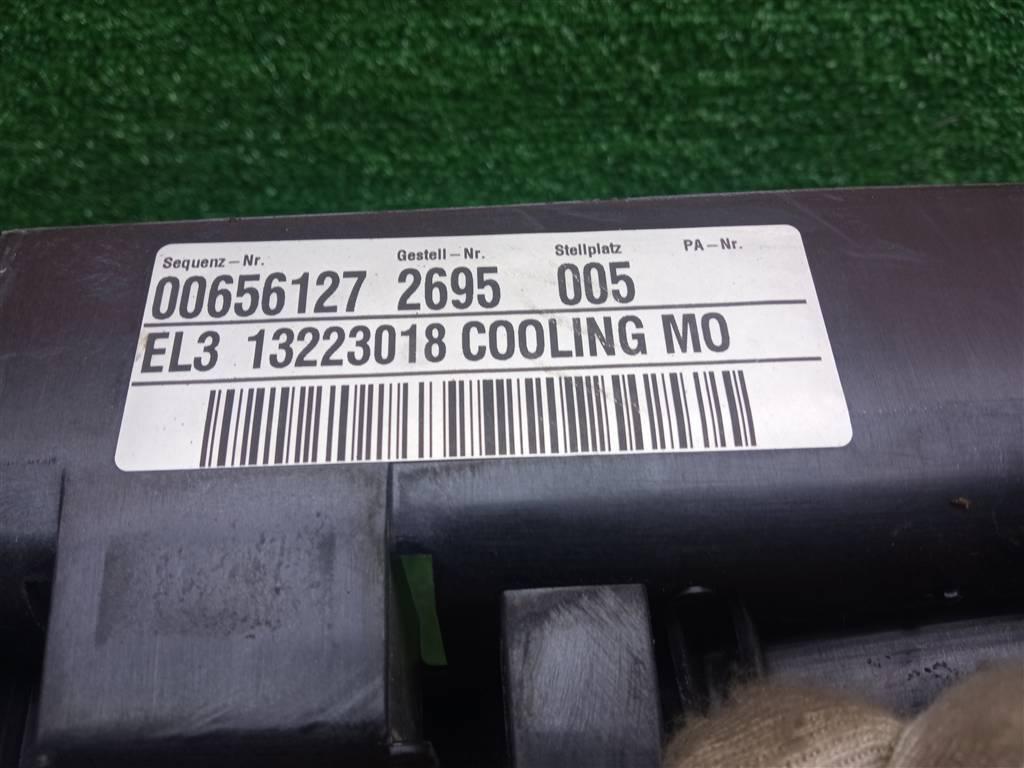 Sequenz-Nr. Gestell-Nr. Stellplatz PA-Nr.
00656127 2695 005
EL3 13223018 COOLING MO